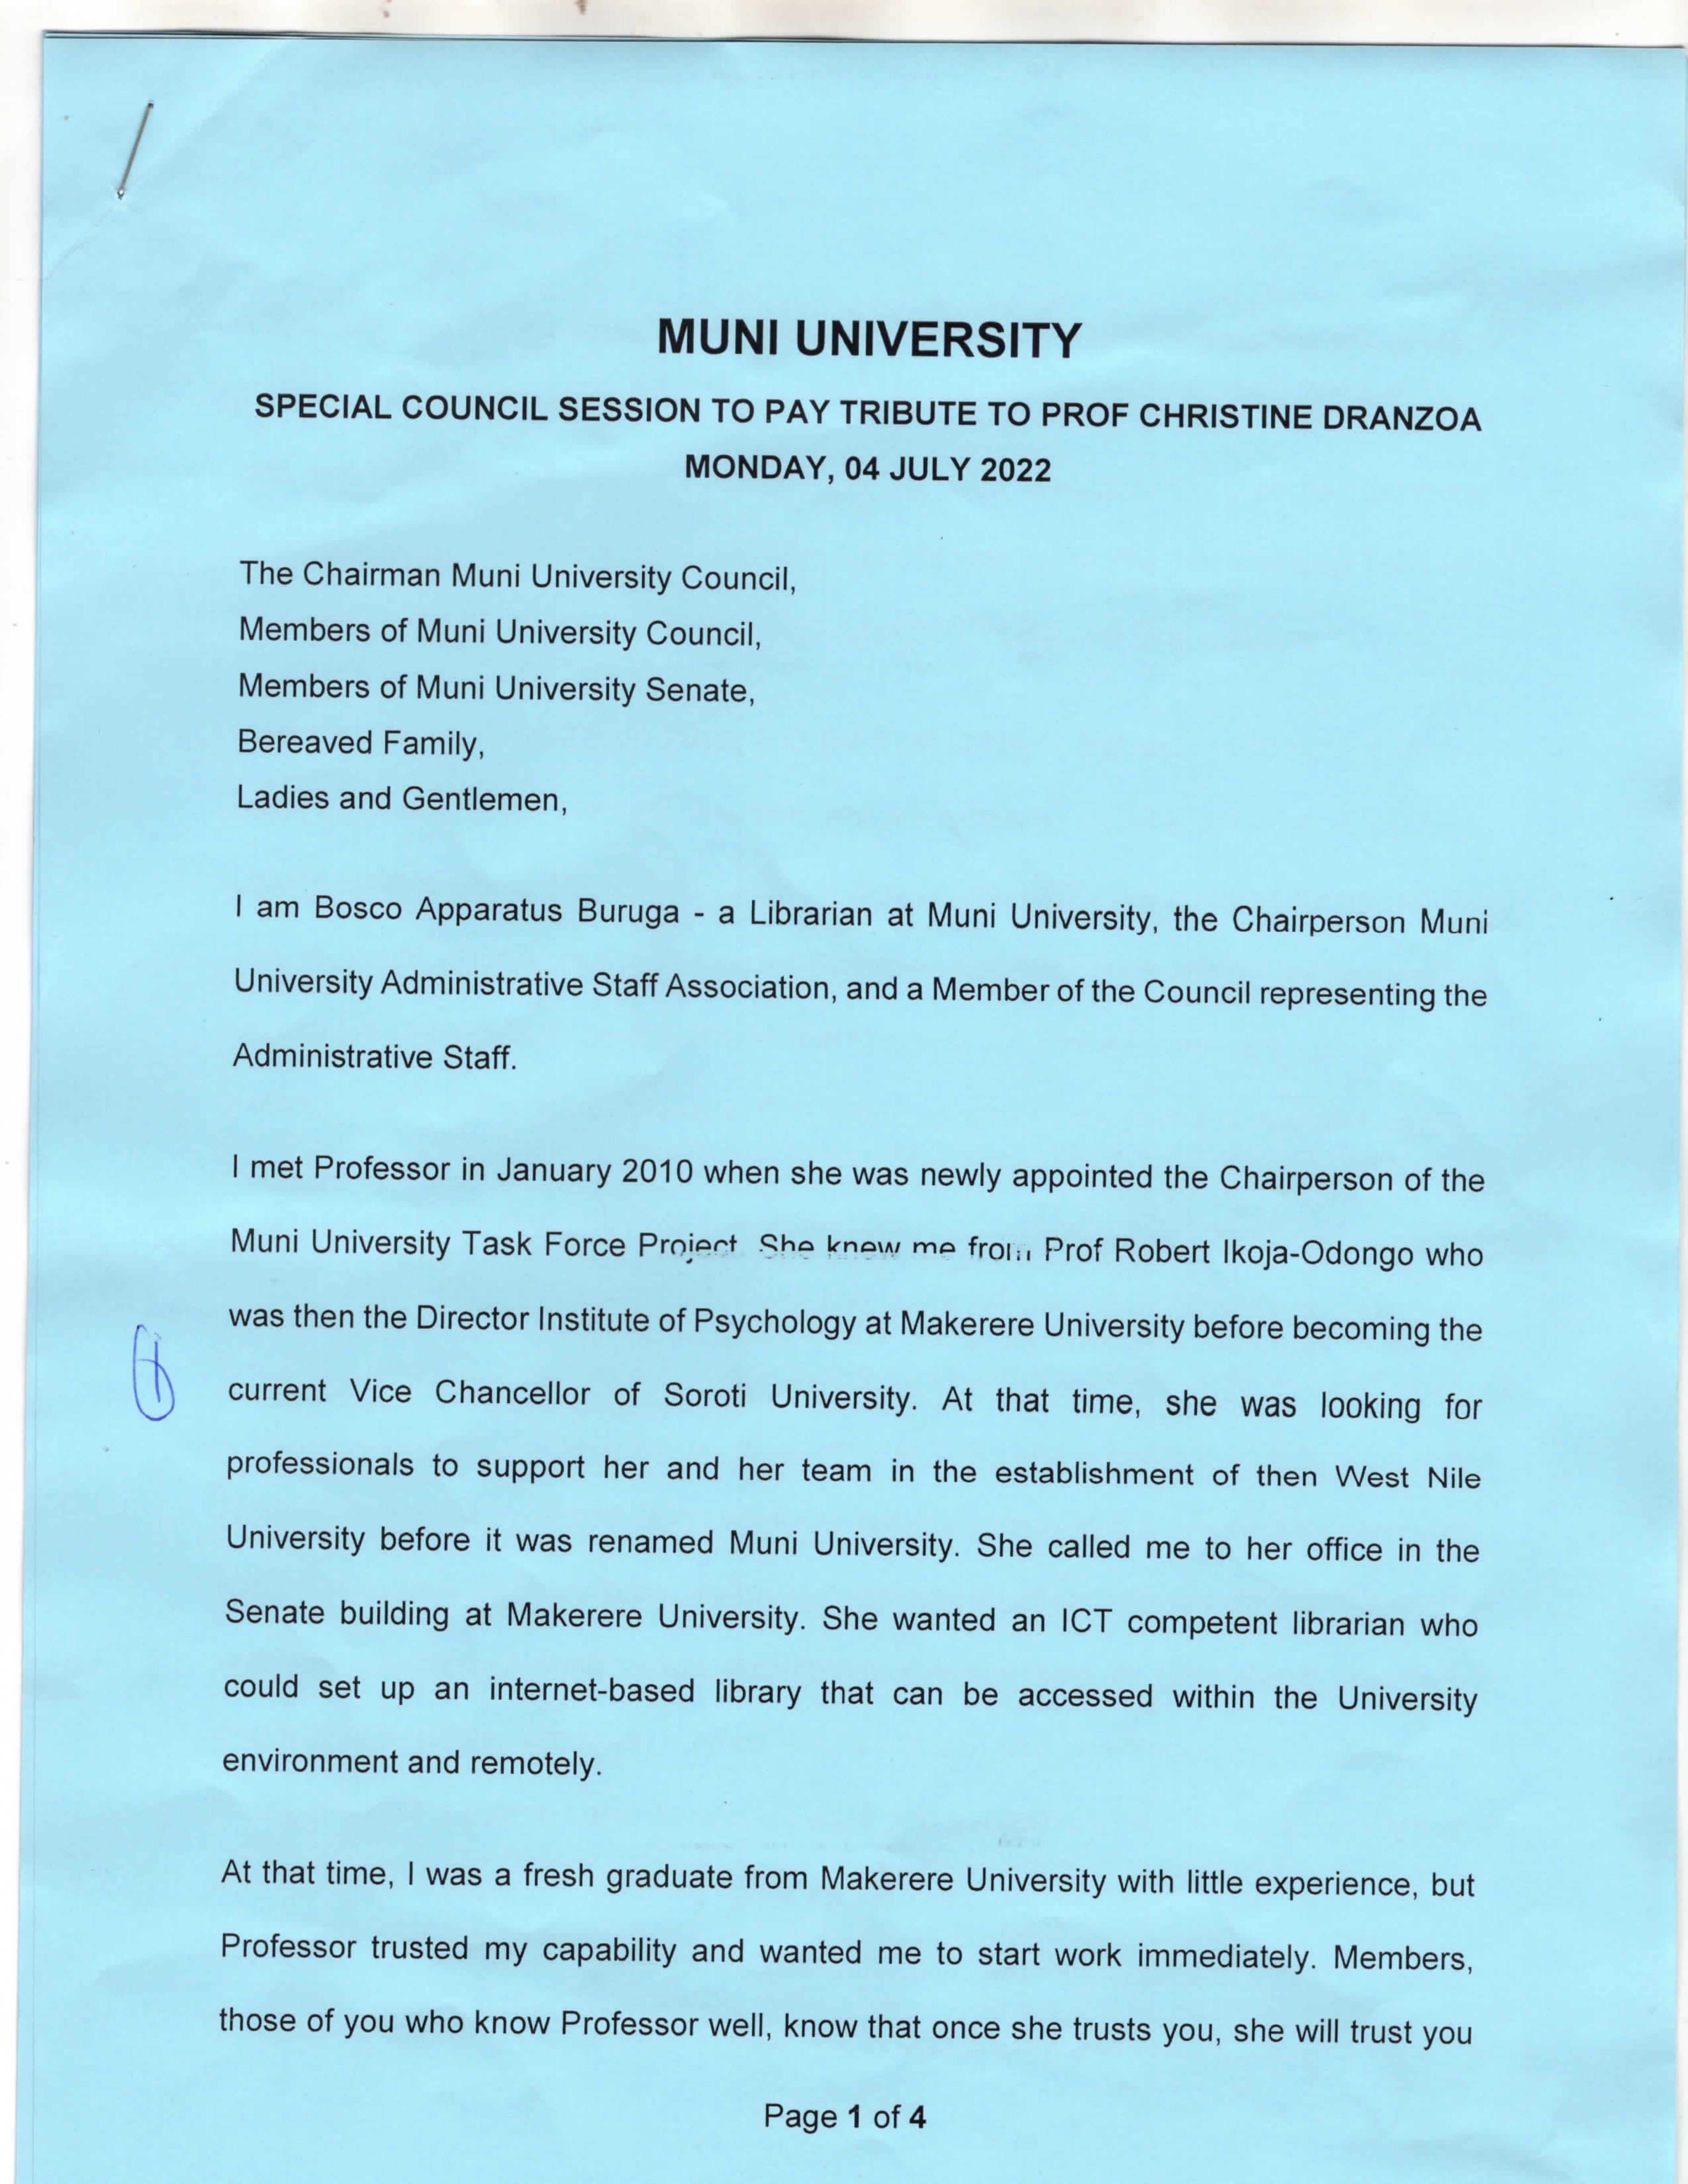 MUNI UNIVERSITY
SPECIAL COUNCIL SESSION TO PAY TRIBUTE TO PROF CHRISTINE DRANZOA
MONDAY, 04 JULY 2022
The Chairman Muni University Council,
Members of Muni University Council,
Members of Muni University Senate,
Bereaved Family,
Ladies and Gentlemen,
I am Bosco Apparatus Buruga - a Librarian at Muni University, the Chairperson Muni
University Administrative Staff Association, and a Member of the Council representing the
Administrative Staff.
I met Professor in January 2010 when she was newly appointed the Chairperson of the
Muni University Task Force Project. She knew me from Prof Robert Ikoja-Odongo who
was then the Director Institute of Psychology at Makerere University before becoming the
current Vice Chancellor of Soroti University. At that time, she was looking for
professionals to support her and her team in the establishment of then West Nile
University before it was renamed Muni University. She called me to her office in the
Senate building at Makerere University. She wanted an ICT competent librarian who
could set up an internet-based library that can be accessed within the University
environment and remotely.
At that time, I was a fresh graduate from Makerere University with little experience, but
Professor trusted my capability and wanted me to start work immediately. Members,
those of you who know Professor well, know that once she trusts you, she will trust you
Page 1 of 4